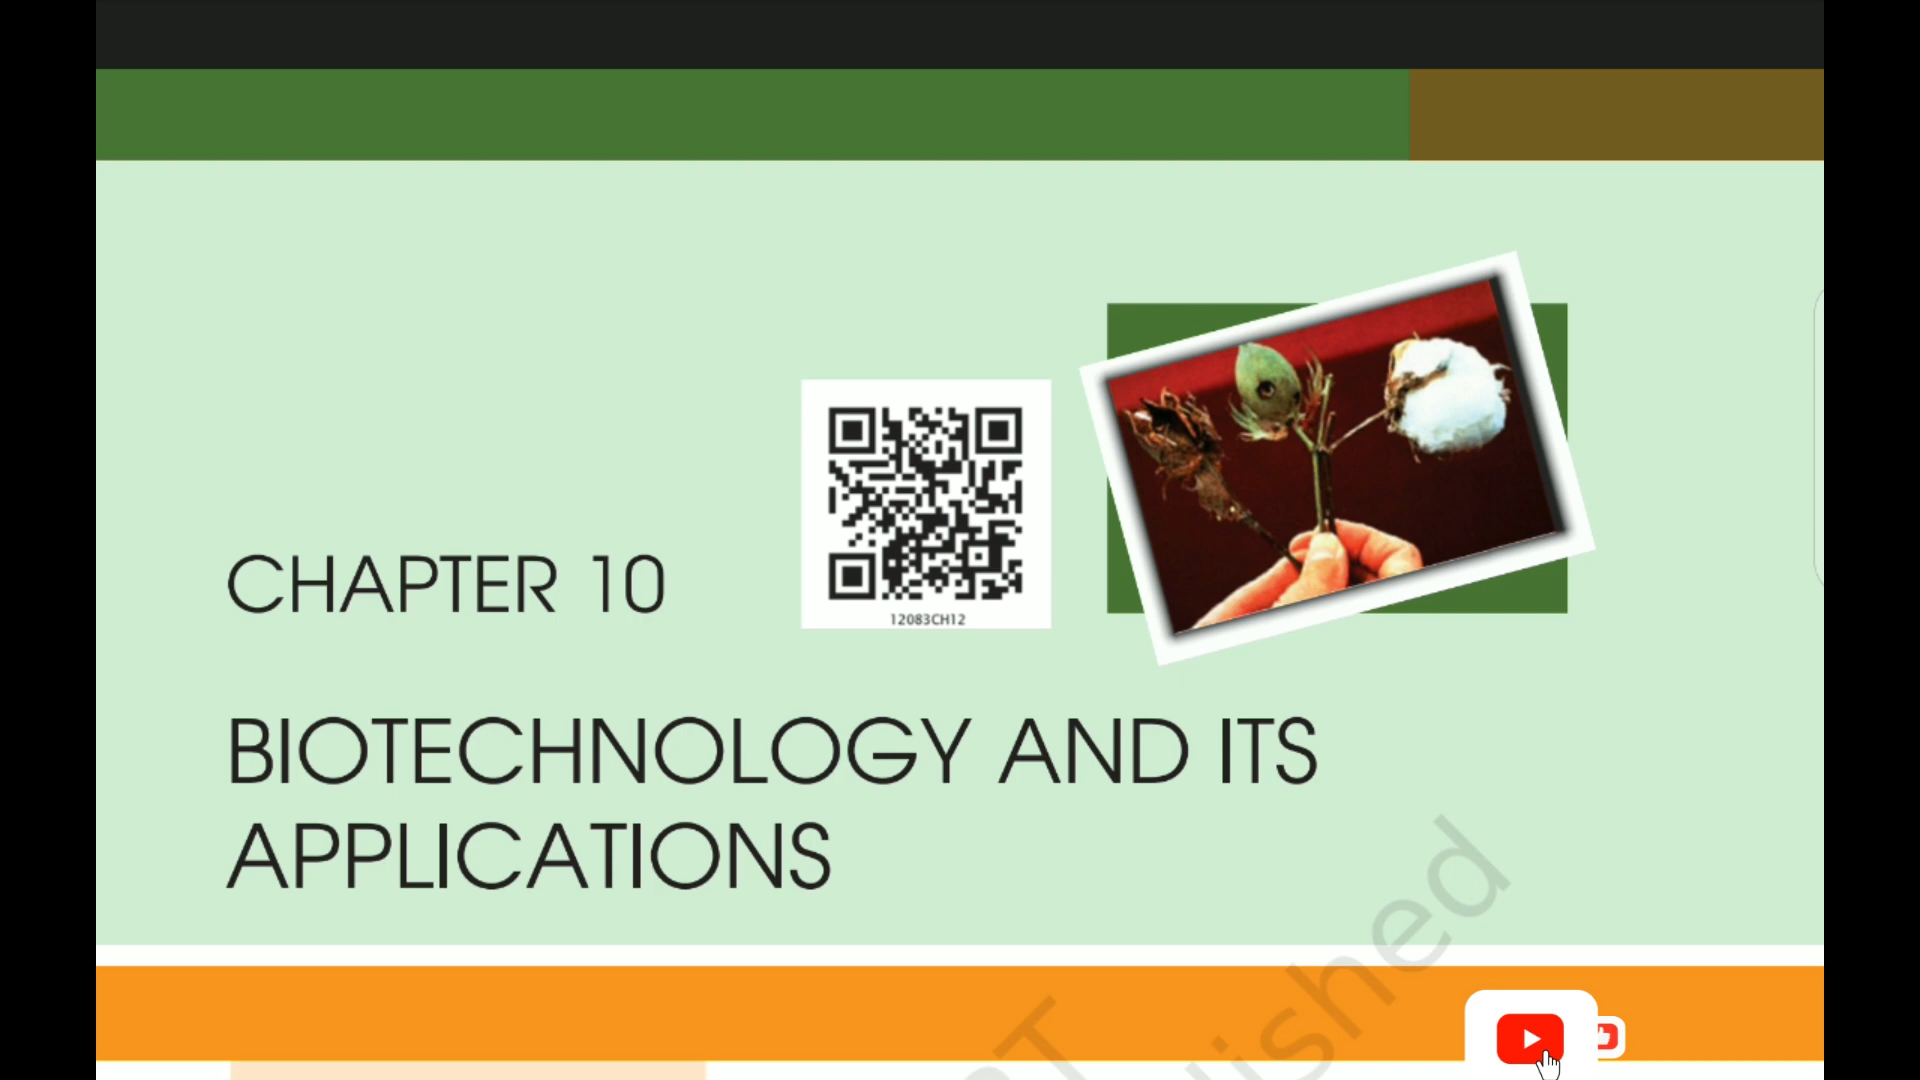 12083CH12
CHAPTER 10
BIOTECHNOLOGY AND ITS
APPLICATIONS